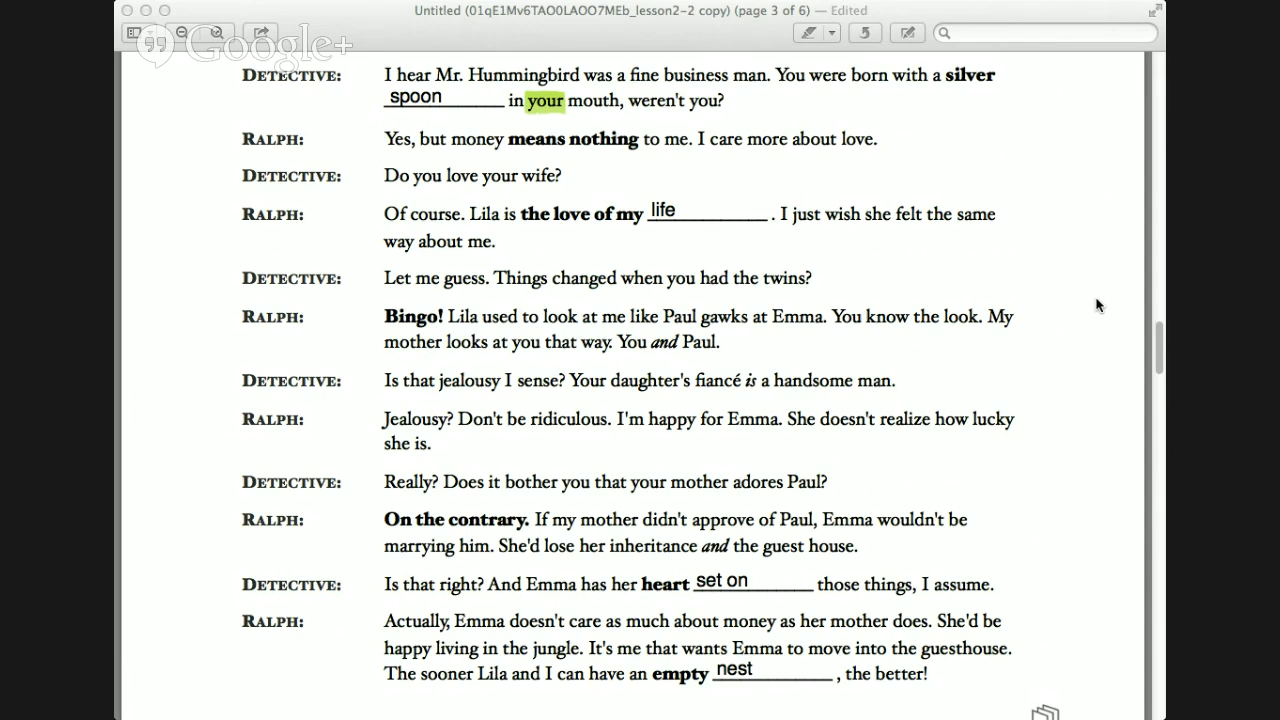 Untitled (01qE1Mv6TAO0LAOO7MEb_lesson2-2 copy) (page 3 of 6) — Edited
Google+
DETECTIVE: I hear Mr. Hummingbird was a fine business man. You were born with a silver
spoon in your mouth, weren't you?
RALPH: Yes, but money means nothing to me. I care more about love.
DETECTIVE: Do you love your wife?
RALPH: Of course. Lila is the love of my life . I just wish she felt the same
way about me.
DETECTIVE: Let me guess. Things changed when you had the twins?
RALPH: Bingo! Lila used to look at me like Paul gawks at Emma. You know the look. My
mother looks at you that way. You and Paul.
DETECTIVE: Is that jealousy I sense? Your daughter's fiancé is a handsome man.
RALPH: Jealousy? Don't be ridiculous. I'm happy for Emma. She doesn't realize how lucky
she is.
DETECTIVE: Really? Does it bother you that your mother adores Paul?
RALPH: On the contrary. If my mother didn't approve of Paul, Emma wouldn't be
marrying him. She'd lose her inheritance and the guest house.
DETECTIVE: Is that right? And Emma has her heart set on those things, I assume.
RALPH: Actually, Emma doesn't care as much about money as her mother does. She'd be
happy living in the jungle. It's me that wants Emma to move into the guesthouse.
The sooner Lila and I can have an empty nest , the better!